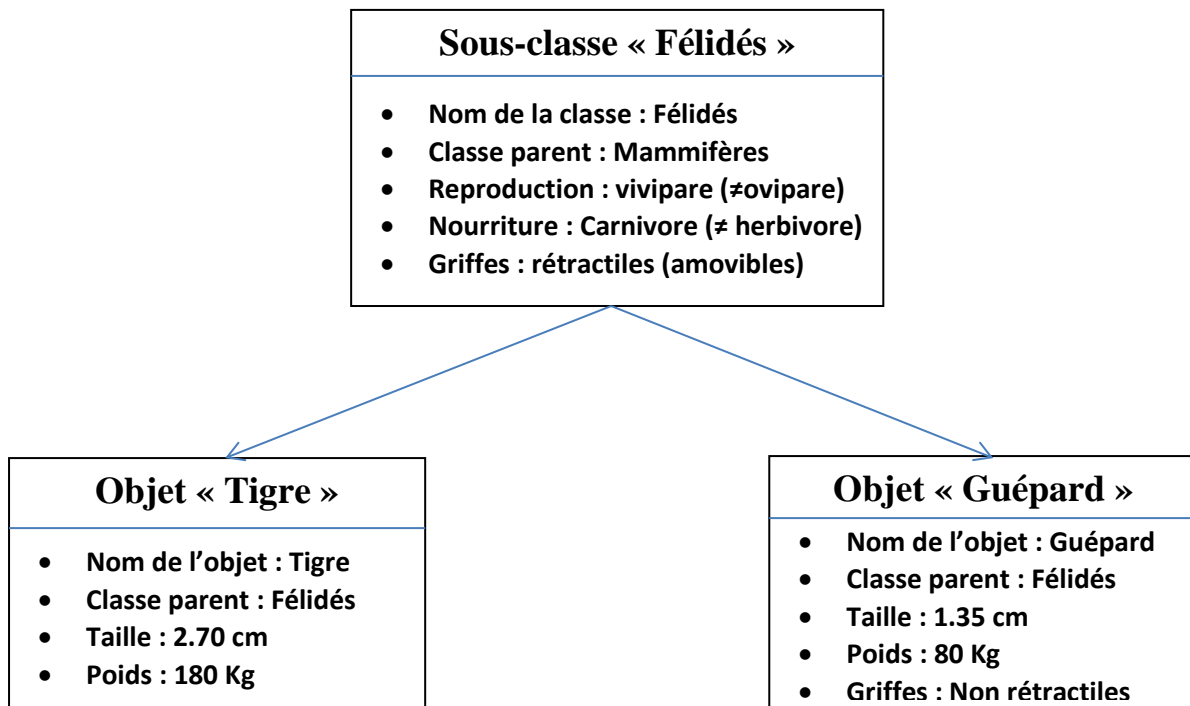 Sous-classe « Félidés »
• Nom de la classe : Félidés
• Classe parent : Mammifères
• Reproduction : vivipare (≠ovipare)
• Nourriture : Carnivore (≠ herbivore)
• Griffes : rétractiles (amovibles)
Objet « Tigre »
• Nom de l’objet : Tigre
• Classe parent : Félidés
• Taille : 2.70 cm
• Poids : 180 Kg
Objet « Guépard »
• Nom de l’objet : Guépard
• Classe parent : Félidés
• Taille : 1.35 cm
• Poids : 80 Kg
• Griffes : Non rétractiles